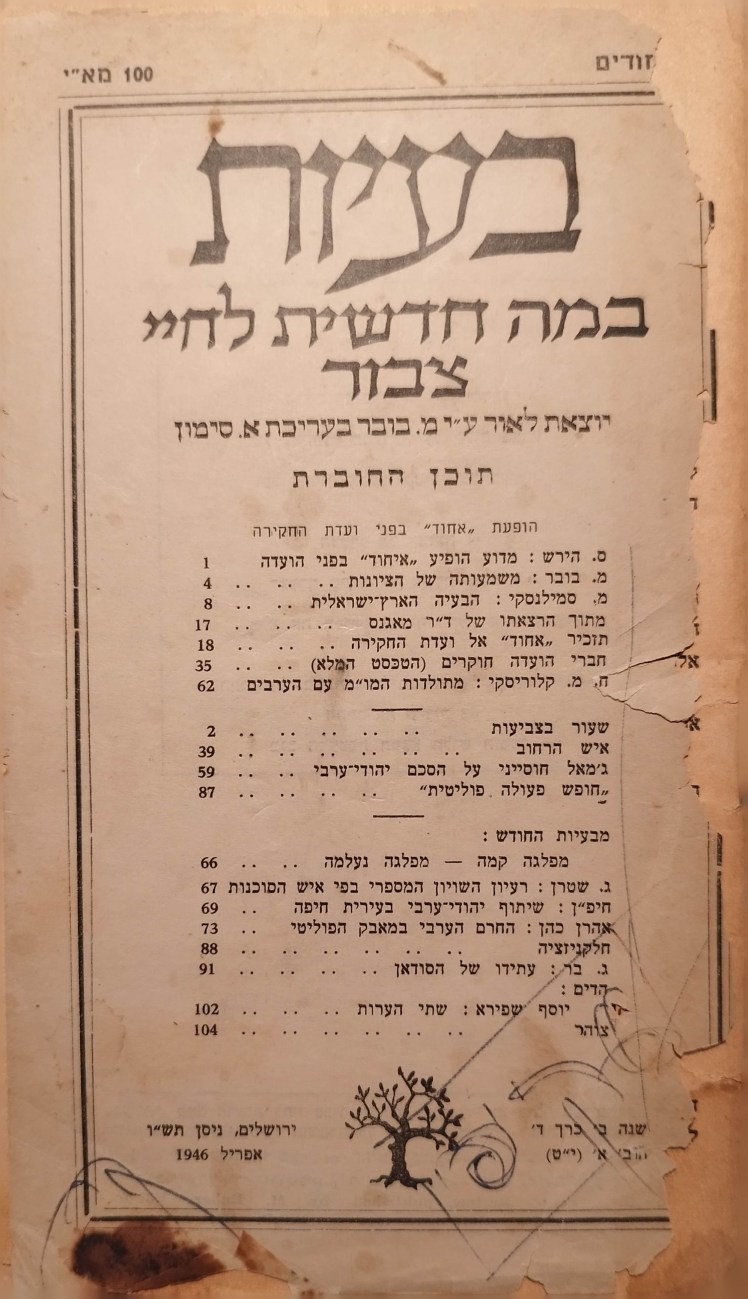 100 מא״י
בעיות
במה חדשית לחיי
צבור
יוצאת לאור ע״י מ. בובר בעריכת א. סימון
תוכן החוברת
הופעת „אחוד״ בפני ועדת החקירה
ס. הירש : מדוע הופיע „איחוד״ בפני הועדה 1
מ. בובר : משמעותה של הציונות .. .. .. 4
מ. סמילנסקי : הבעיה הארץ־ישראלית .. .. 8
מתוך הרצאתו של ד״ר מאגנס .. .. .. 17
תזכיר „אחוד״ אל ועדת החקירה .. .. .. 18
חברי הועדה חוקרים (הטכסט המלא) .. .. 35
ח. מ. קלוריסקי : מתולדות המו״מ עם הערבים 62
שעור בצביעות .. .. .. .. .. 2
איש הרחוב .. .. .. .. .. .. 39
ג׳מאל חוסייני על הסכם יהודי־ערבי .. .. 59
„חופש פעולה פוליטית״ .. .. .. .. 87
מבעיות החודש :
מפלגה קמה — מפלגה נעלמה .. .. 66
ג. שטרן : רעיון השויון המספרי בפי איש הסוכנות 67
חיפ״ן : שיתוף יהודי־ערבי בעירית חיפה .. 69
אהרן כהן : החרם הערבי במאבק הפוליטי .. 73
חלקניזציה .. .. .. .. .. .. 88
ג. בר : עתידו של הסודאן .. .. .. .. 91
הדים :
יוסף שפירא : שתי הערות .. .. .. 102
צוהר .. .. .. .. .. .. 104
שנה ב׳ כרך ד׳
חוב׳ א׳ (י״ט)
ירושלים, ניסן תש״ו
אפריל 1946